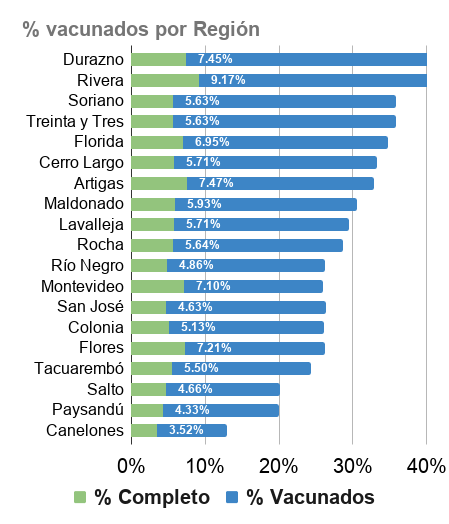 % vacunados por Región
Durazno 7.45%
Rivera 9.17%
Soriano 5.63%
Treinta y Tres 5.63%
Florida 6.95%
Cerro Largo 5.71%
Artigas 7.47%
Maldonado 5.93%
Lavalleja 5.71%
Rocha 5.64%
Río Negro 4.86%
Montevideo 7.10%
San José 4.63%
Colonia 5.13%
Flores 7.21%
Tacuarembó 5.50%
Salto 4.66%
Paysandú 4.33%
Canelones 3.52%
0% 10% 20% 30% 40%
% Completo % Vacunados